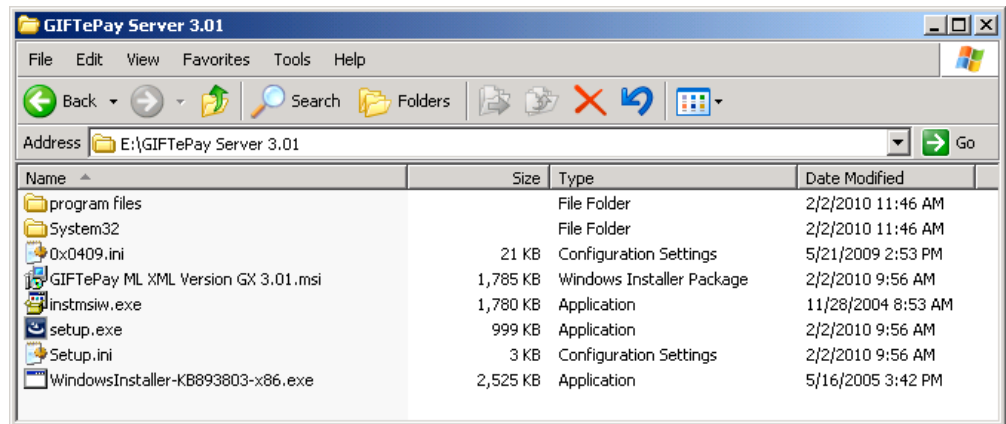 GIFTePay Server 3.01
File Edit View Favorites Tools Help
Back Search Folders
Address E:\GIFTePay Server 3.01 Go
Name Size Type Date Modified
program files File Folder 2/2/2010 11:46 AM
System32 File Folder 2/2/2010 11:46 AM
0x0409.ini 21 KB Configuration Settings 5/21/2009 2:53 PM
GIFTePay ML XML Version GX 3.01.msi 1,785 KB Windows Installer Package 2/2/2010 9:56 AM
instmsiw.exe 1,780 KB Application 11/28/2004 8:53 AM
setup.exe 999 KB Application 2/2/2010 9:56 AM
Setup.ini 3 KB Configuration Settings 2/2/2010 9:56 AM
WindowsInstaller-KB893803-x86.exe 2,525 KB Application 5/16/2005 3:42 PM